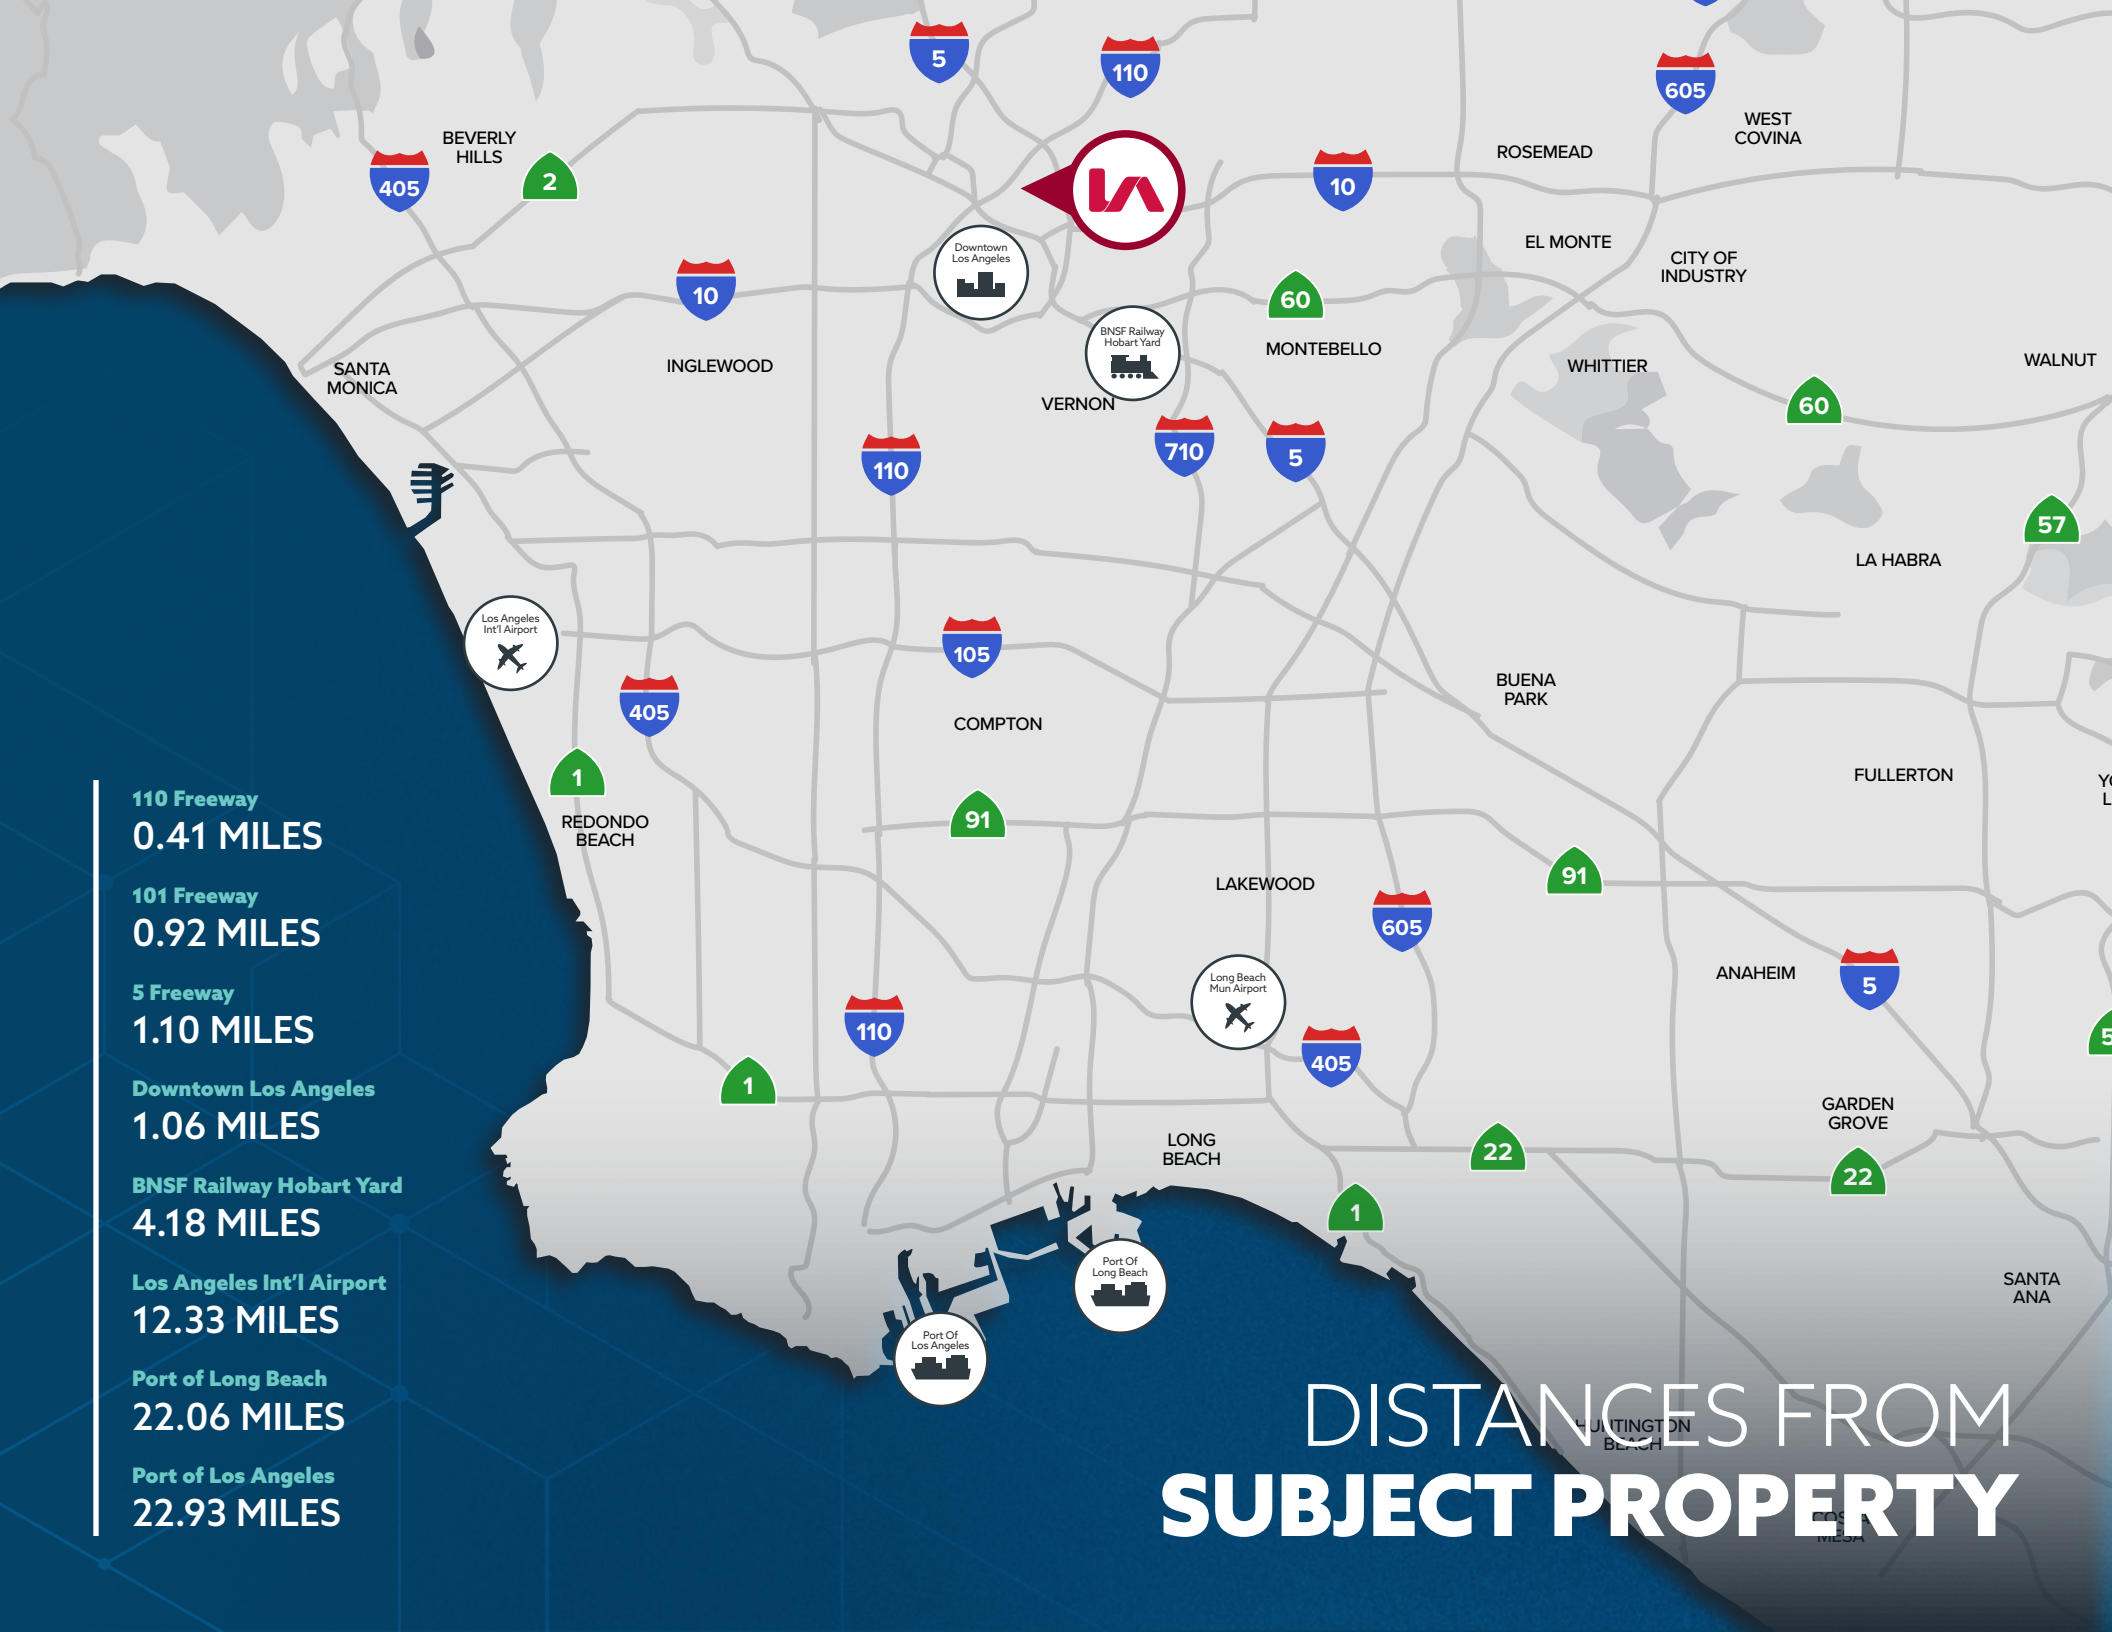 5
110
605
WEST
COVINA
BEVERLY
HILLS
ROSEMEAD
405
2
10
LA
EL MONTE
CITY OF
INDUSTRY
Downtown
Los Angeles
10
60
BNSF Railway
Hobart Yard
MONTEBELLO
WHITTIER
WALNUT
SANTA
MONICA
INGLEWOOD
VERNON
60
110
710
5
57
LA HABRA
Los Angeles
Int'l Airport
105
405
BUENA
PARK
COMPTON
1
FULLERTON
REDONDO
BEACH
91
LAKEWOOD
91
605
ANAHEIM
5
Long Beach
Mun Airport
110
405
1
GARDEN
GROVE
LONG
BEACH
22
22
1
SANTA
ANA
Port Of
Long Beach
Port Of
Los Angeles
HUNTINGTON
BEACH
COSTA
MESA
110 Freeway
0.41 MILES
101 Freeway
0.92 MILES
5 Freeway
1.10 MILES
Downtown Los Angeles
1.06 MILES
BNSF Railway Hobart Yard
4.18 MILES
Los Angeles Int'l Airport
12.33 MILES
Port of Long Beach
22.06 MILES
Port of Los Angeles
22.93 MILES
DISTANCES FROM
SUBJECT PROPERTY